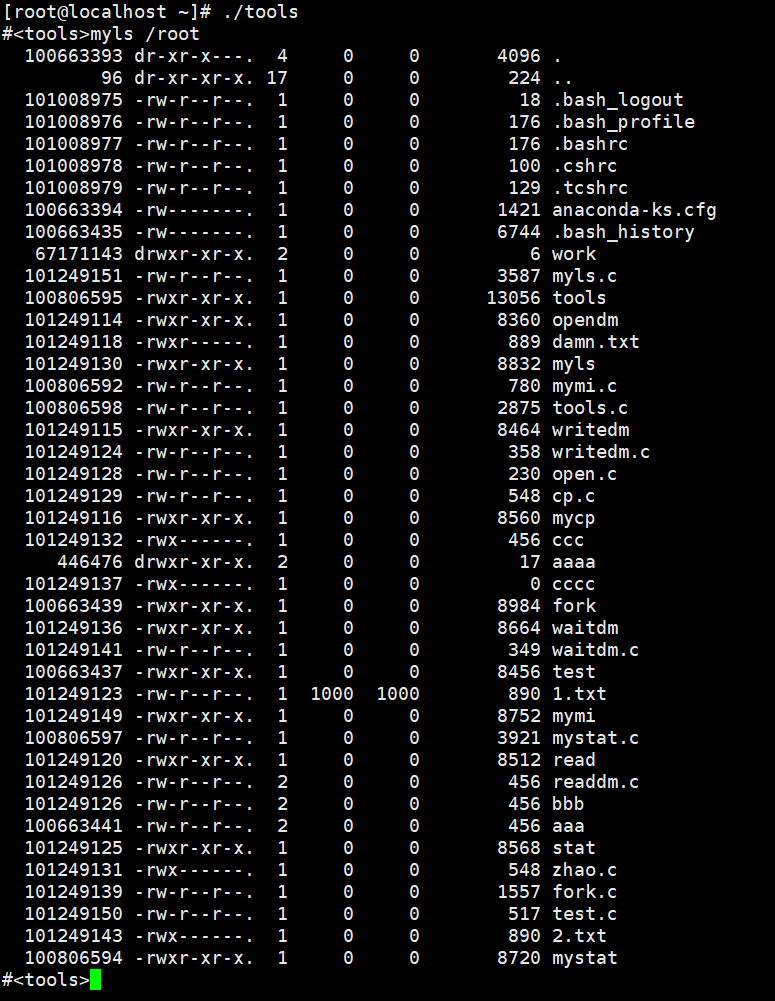 [root@localhost ~]# ./tools
#<tools>myls /root
  100663393 dr-xr-x---.  4     0     0       4096 .
         96 dr-xr-xr-x. 17     0     0        224 ..
  101008975 -rw-r--r--.  1     0     0         18 .bash_logout
  101008976 -rw-r--r--.  1     0     0        176 .bash_profile
  101008977 -rw-r--r--.  1     0     0        176 .bashrc
  101008978 -rw-r--r--.  1     0     0        100 .cshrc
  101008979 -rw-r--r--.  1     0     0        129 .tcshrc
  100663394 -rw-------.  1     0     0       1421 anaconda-ks.cfg
  100663435 -rw-------.  1     0     0       6744 .bash_history
   67171143 drwxr-xr-x.  2     0     0          6 work
  101249151 -rw-r--r--.  1     0     0       3587 myls.c
  100806595 -rwxr-xr-x.  1     0     0      13056 tools
  101249114 -rwxr-xr-x.  1     0     0       8360 opendm
  101249118 -rwxr-----.  1     0     0        889 damn.txt
  101249130 -rwxr-xr-x.  1     0     0       8832 myls
  100806592 -rw-r--r--.  1     0     0        780 mymi.c
  100806598 -rw-r--r--.  1     0     0       2875 tools.c
  101249115 -rwxr-xr-x.  1     0     0       8464 writedm
  101249124 -rw-r--r--.  1     0     0        358 writedm.c
  101249128 -rw-r--r--.  1     0     0        230 open.c
  101249129 -rw-r--r--.  1     0     0        548 cp.c
  101249116 -rwxr-xr-x.  1     0     0       8560 mycp
  101249132 -rwx------.  1     0     0        456 ccc
     446476 drwxr-xr-x.  2     0     0         17 aaaa
  101249137 -rwx------.  1     0     0          0 cccc
  100663439 -rwxr-xr-x.  1     0     0       8984 fork
  101249136 -rwxr-xr-x.  1     0     0       8664 waitdm
  101249141 -rw-r--r--.  1     0     0        349 waitdm.c
  100663437 -rwxr-xr-x.  1     0     0       8456 test
  101249123 -rw-r--r--.  1  1000  1000        890 1.txt
  101249149 -rwxr-xr-x.  1     0     0       8752 mymi
  100806597 -rw-r--r--.  1     0     0       3921 mystat.c
  101249120 -rwxr-xr-x.  1     0     0       8512 read
  101249126 -rw-r--r--.  2     0     0        456 readdm.c
  101249126 -rw-r--r--.  2     0     0        456 bbb
  100663441 -rw-r--r--.  2     0     0        456 aaa
  101249125 -rwxr-xr-x.  1     0     0       8568 stat
  101249131 -rwx------.  1     0     0        548 zhao.c
  101249139 -rw-r--r--.  1     0     0       1557 fork.c
  101249150 -rw-r--r--.  1     0     0        517 test.c
  101249143 -rwx------.  1     0     0        890 2.txt
  100806594 -rwxr-xr-x.  1     0     0       8720 mystat
#<tools>